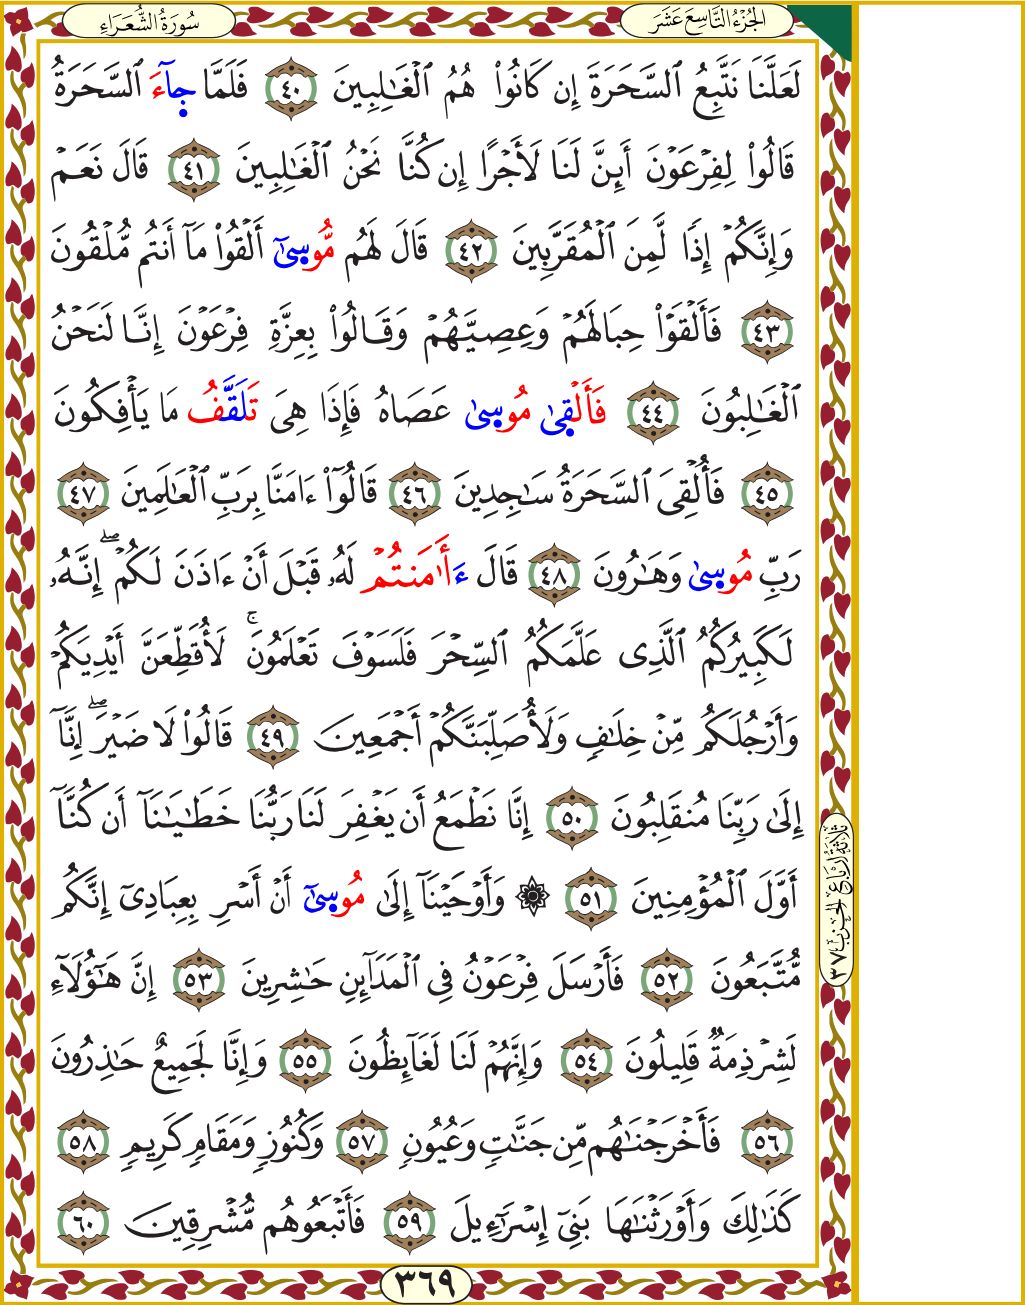 سُورَةُ الشُّعَرَاءِ
الجُزْءُ التَّاسِعَ عَشَرَ
لَعَلَّنَا نَتَّبِعُ ٱلسَّحَرَةَ إِن كَانُوا۟ هُمُ ٱلْغَـٰلِبِينَ ٤٠ فَلَمَّا جَآءَ ٱلسَّحَرَةُ
قَالُوا۟ لِفِرْعَوْنَ أَئِنَّ لَنَا لَأَجْرًا إِن كُنَّا نَحْنُ ٱلْغَـٰلِبِينَ ٤١ قَالَ نَعَمْ
وَإِنَّكُمْ إِذًا لَّمِنَ ٱلْمُقَرَّبِينَ ٤٢ قَالَ لَهُم مُّوسَىٰٓ أَلْقُوا۟ مَآ أَنتُم مُّلْقُونَ
٤٣ فَأَلْقَوْا۟ حِبَالَهُمْ وَعِصِيَّهُمْ وَقَالُوا۟ بِعِزَّةِ فِرْعَوْنَ إِنَّا لَنَحْنُ
ٱلْغَـٰلِبُونَ ٤٤ فَأَلْقَىٰ مُوسَىٰ عَصَاهُ فَإِذَا هِىَ تَلَقَّفُ مَا يَأْفِكُونَ
٤٥ فَأُلْقِىَ ٱلسَّحَرَةُ سَـٰجِدِينَ ٤٦ قَالُوٓا۟ ءَامَنَّا بِرَبِّ ٱلْعَـٰلَمِينَ ٤٧
رَبِّ مُوسَىٰ وَهَـٰرُونَ ٤٨ قَالَ ءَأَا۬مَنتُمْ لَهُۥ قَبْلَ أَنْ ءَاذَنَ لَكُمْ ۖ إِنَّهُۥ
لَكَبِيرُكُمُ ٱلَّذِى عَلَّمَكُمُ ٱلسِّحْرَ فَلَسَوْفَ تَعْلَمُونَ ۚ لَأُقَطِّعَنَّ أَيْدِيَكُمْ
وَأَرْجُلَكُم مِّنْ خِلَـٰفٍ وَلَأُصَلِّبَنَّكُمْ أَجْمَعِينَ ٤٩ قَالُوا۟ لَا ضَيْرَ ۖ إِنَّآ
إِلَىٰ رَبِّنَا مُنقَلِبُونَ ٥٠ إِنَّا نَطْمَعُ أَن يَغْفِرَ لَنَا رَبُّنَا خَطَـٰيَـٰنَآ أَن كُنَّآ
أَوَّلَ ٱلْمُؤْمِنِينَ ٥١ ۞ وَأَوْحَيْنَآ إِلَىٰ مُوسَىٰٓ أَنْ أَسْرِ بِعِبَادِىٓ إِنَّكُم
مُّتَّبَعُونَ ٥٢ فَأَرْسَلَ فِرْعَوْنُ فِى ٱلْمَدَآئِنِ حَـٰشِرِينَ ٥٣ إِنَّ هَـٰٓؤُلَآءِ
لَشِرْذِمَةٌ قَلِيلُونَ ٥٤ وَإِنَّهُمْ لَنَا لَغَآئِظُونَ ٥٥ وَإِنَّا لَجَمِيعٌ حَـٰذِرُونَ
٥٦ فَأَخْرَجْنَـٰهُم مِّن جَنَّـٰتٍ وَعُيُونٍ ٥٧ وَكُنُوزٍ وَمَقَامٍ كَرِيمٍ ٥٨
كَذَٰلِكَ وَأَوْرَثْنَـٰهَا بَنِىٓ إِسْرَٰٓءِيلَ ٥٩ فَأَتْبَعُوهُم مُّشْرِقِينَ ٦٠
ثلاثة أرباع الحزب ٣٧
٣٦٩